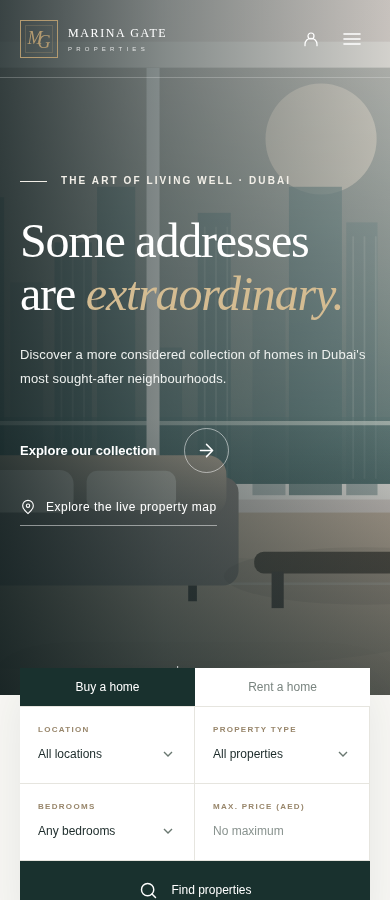 MG
MARINA GATE
PROPERTIES
THE ART OF LIVING WELL · DUBAI
Some addresses
are extraordinary.
Discover a more considered collection of homes in Dubai's
most sought-after neighbourhoods.
Explore our collection
Explore the live property map
Buy a home
Rent a home
LOCATION
PROPERTY TYPE
All locations
All properties
BEDROOMS
MAX. PRICE (AED)
Any bedrooms
No maximum
Find properties